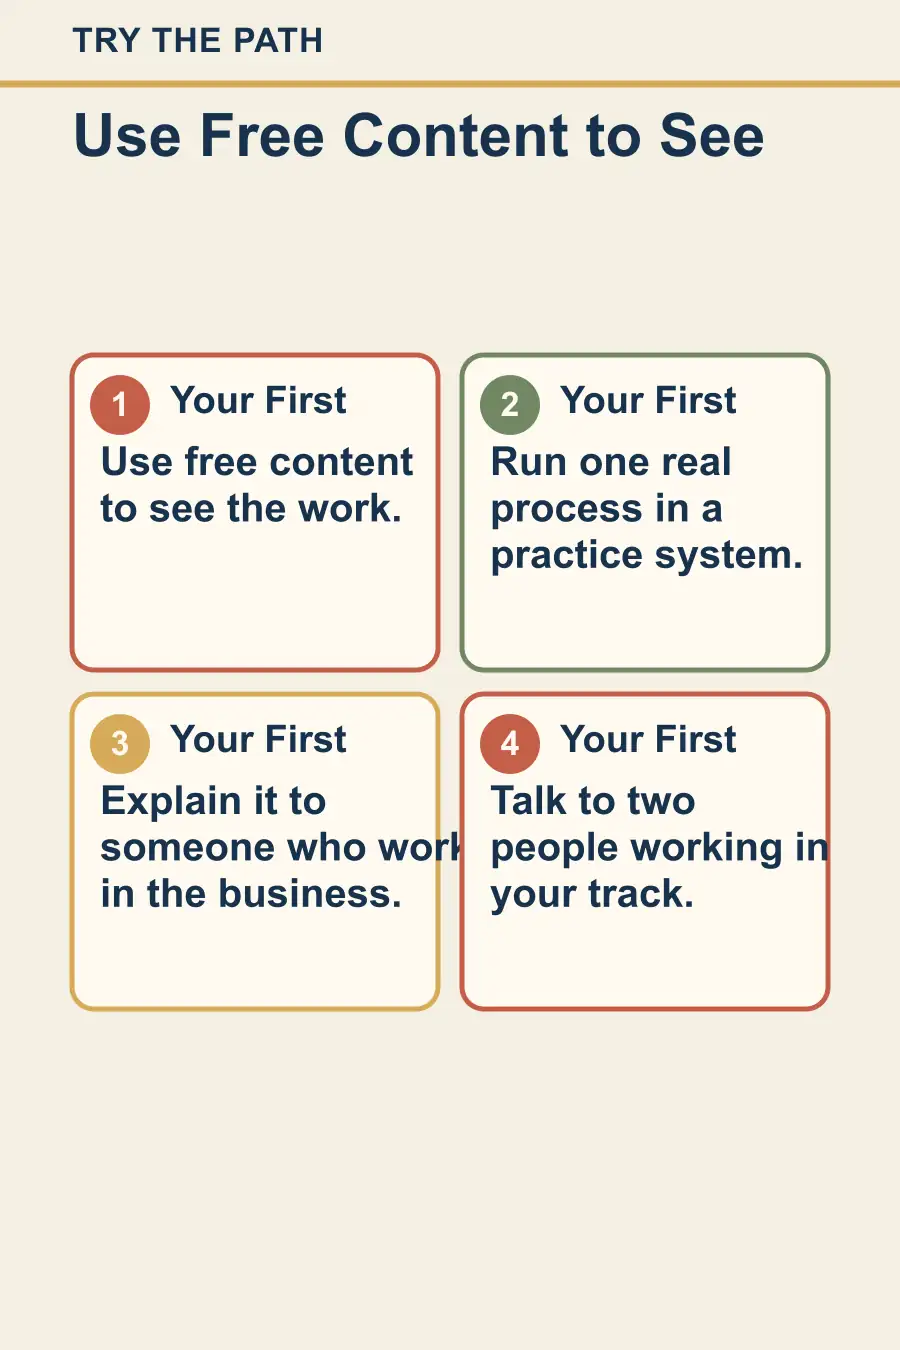 TRY THE PATH
Use Free Content to See
1 Your First
Use free content
to see the work.
2 Your First
Run one real
process in a
practice system.
3 Your First
Explain it to
someone who work
in the business.
4 Your First
Talk to two
people working in
your track.